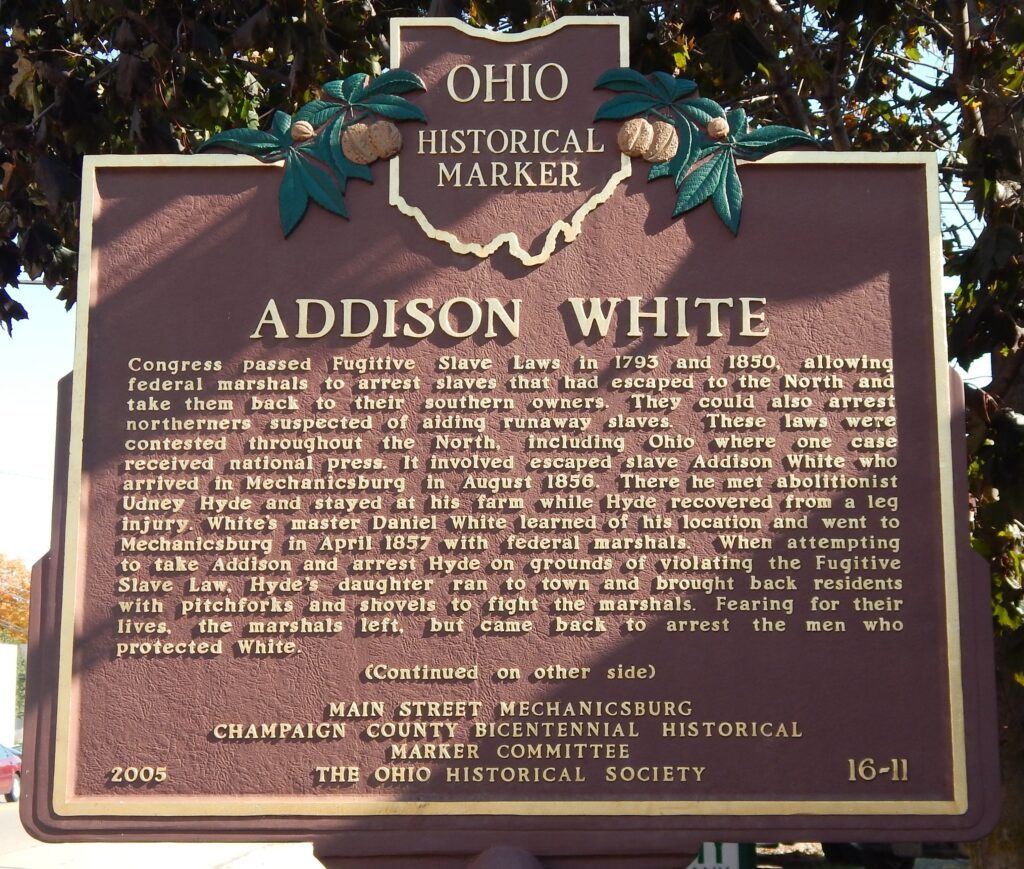 OHIO
HISTORICAL
MARKER
ADDISON WHITE
Congress passed Fugitive Slave Laws in 1793 and 1850, allowing
federal marshals to arrest slaves that had escaped to the North and
take them back to their southern owners. They could also arrest
northerners suspected of aiding runaway slaves. These laws were
contested throughout the North, including Ohio where one case
received national press. It involved escaped slave Addison White who
arrived in Mechanicsburg in August 1856. There he met abolitionist
Udney Hyde and stayed at his farm while Hyde recovered from a leg
injury. White's master Daniel White learned of his location and went to
Mechanicsburg in April 1857 with federal marshals. When attempting
to take Addison and arrest Hyde on grounds of violating the Fugitive
Slave Law, Hyde's daughter ran to town and brought back residents
with pitchforks and shovels to fight the marshals. Fearing for their
lives, the marshals left, but came back to arrest the men who
protected White.
(Continued on other side)
MAIN STREET MECHANICSBURG
CHAMPAIGN COUNTY BICENTENNIAL HISTORICAL
MARKER COMMITTEE
2005 THE OHIO HISTORICAL SOCIETY 16-11